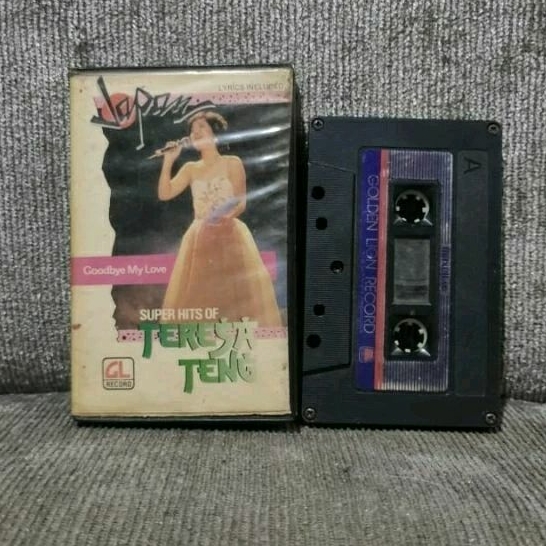 LYRICS INCLUDED
Japan
Goodbye My Love
SUPER HITS OF
TERESA
TENG
GL
RECORD
A
GOLDEN LION RECORD